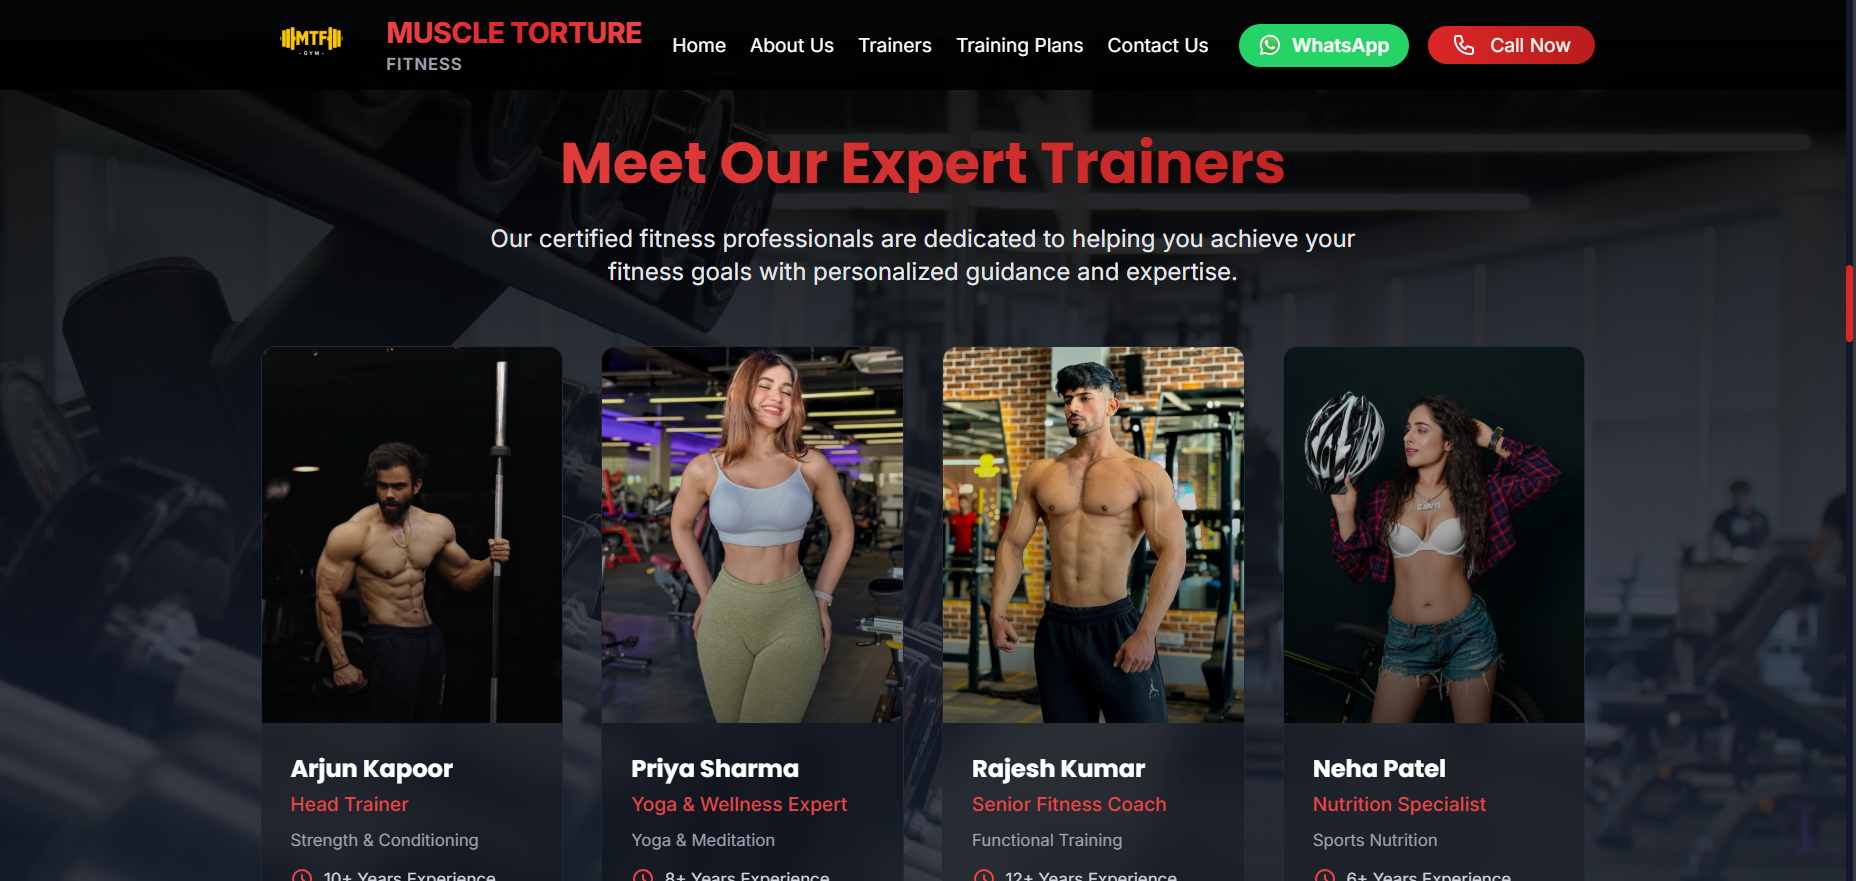 MTF
- GYM -
MUSCLE TORTURE
FITNESS
Home
About Us
Trainers
Training Plans
Contact Us
WhatsApp
Call Now
Meet Our Expert Trainers
Our certified fitness professionals are dedicated to helping you achieve your
fitness goals with personalized guidance and expertise.
Arjun Kapoor
Head Trainer
Strength & Conditioning
10+ Years Experience
Priya Sharma
Yoga & Wellness Expert
Yoga & Meditation
8+ Years Experience
Rajesh Kumar
Senior Fitness Coach
Functional Training
12+ Years Experience
Neha Patel
Nutrition Specialist
Sports Nutrition
6+ Years Experience